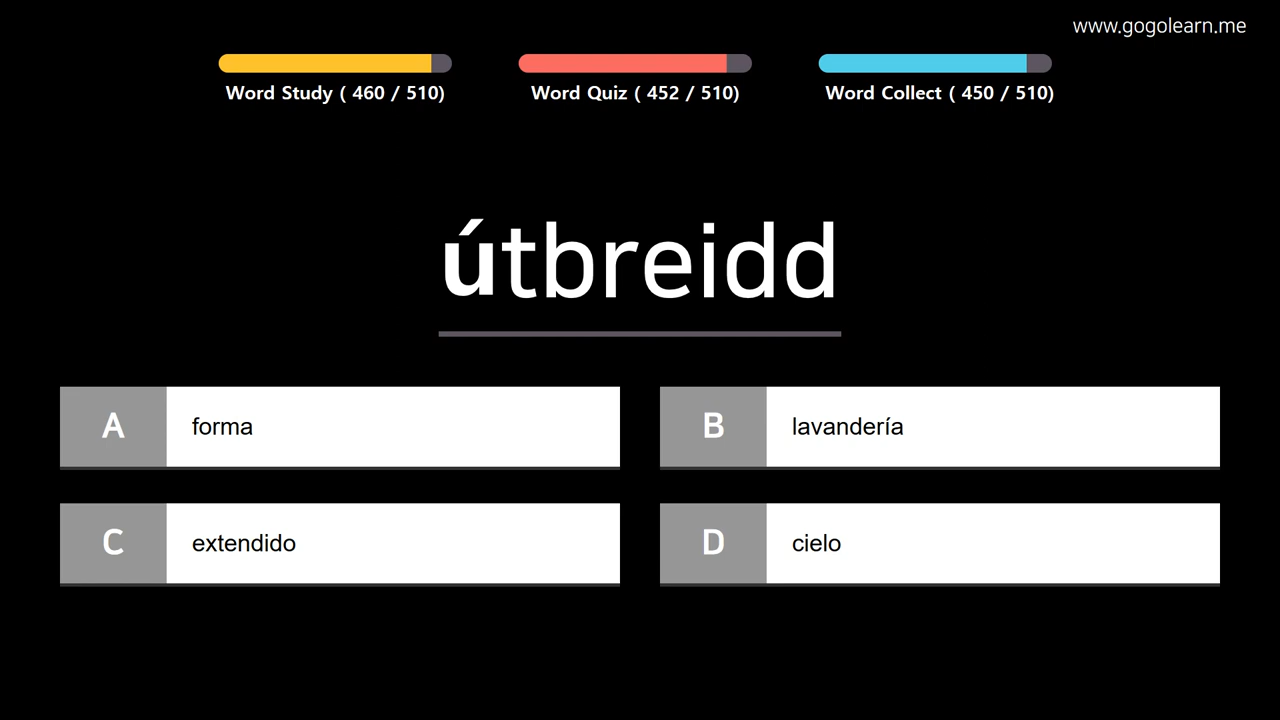 www.gogolearn.me
Word Study ( 460 / 510)
Word Quiz ( 452 / 510)
Word Collect ( 450 / 510)
útbreidd
A forma
B lavandería
C extendido
D cielo